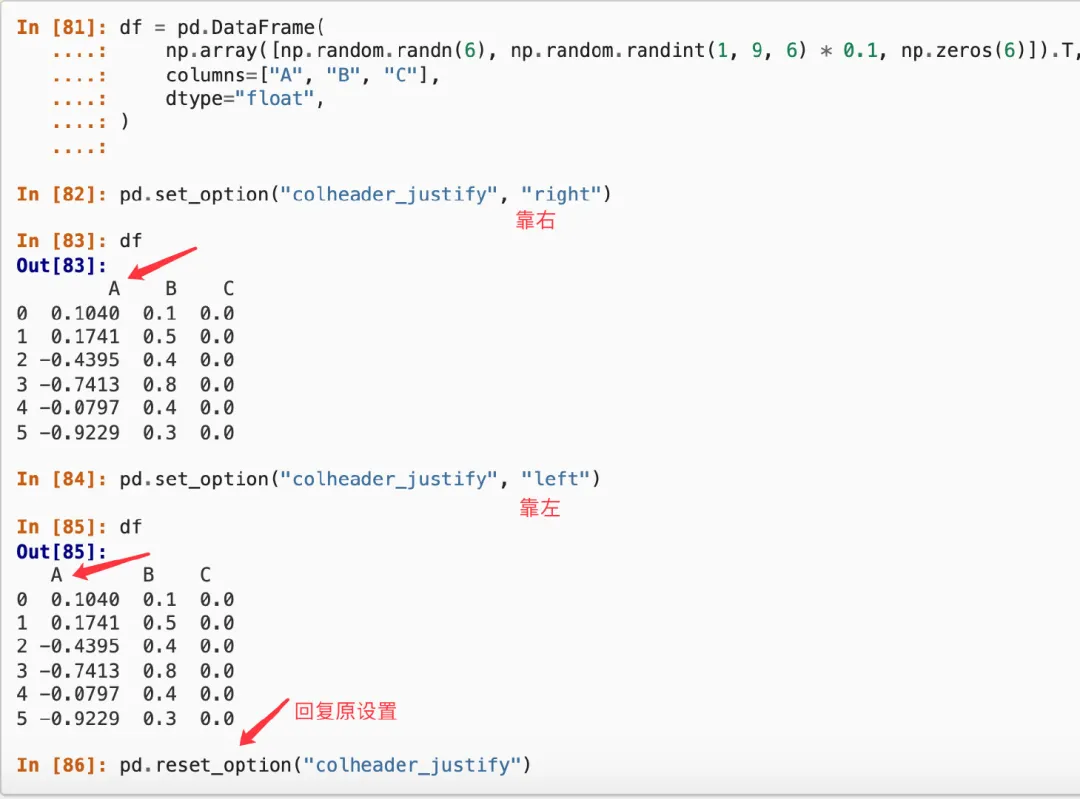 In [81]: df = pd.DataFrame(
   ....:     np.array([np.random.randn(6), np.random.randint(1, 9, 6) * 0.1, np.zeros(6)]).T,
   ....:     columns=["A", "B", "C"],
   ....:     dtype="float",
   ....: )
   ....:
In [82]: pd.set_option("colheader_justify", "right")
靠右
In [83]: df
Out[83]:
        A    B    C
0  0.1040  0.1  0.0
1  0.1741  0.5  0.0
2 -0.4395  0.4  0.0
3 -0.7413  0.8  0.0
4 -0.0797  0.4  0.0
5 -0.9229  0.3  0.0
In [84]: pd.set_option("colheader_justify", "left")
靠左
In [85]: df
Out[85]:
   A       B    C
0  0.1040  0.1  0.0
1  0.1741  0.5  0.0
2 -0.4395  0.4  0.0
3 -0.7413  0.8  0.0
4 -0.0797  0.4  0.0
5 -0.9229  0.3  0.0
回复原设置
In [86]: pd.reset_option("colheader_justify")